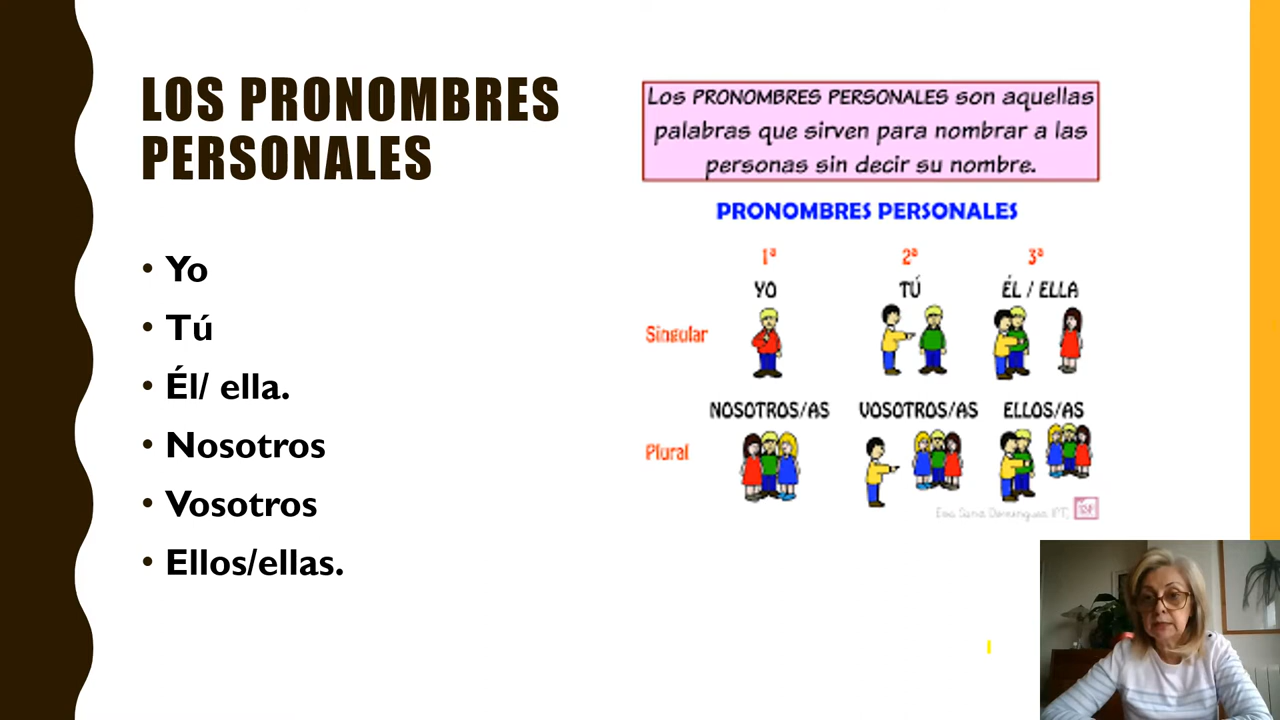 LOS PRONOMBRES
PERSONALES
• Yo
• Tú
• Él/ ella.
• Nosotros
• Vosotros
• Ellos/ellas.
Los PRONOMBRES PERSONALES son aquellas
palabras que sirven para nombrar a las
personas sin decir su nombre.
PRONOMBRES PERSONALES
1ª 2ª 3ª
YO TÚ ÉL / ELLA
Singular
NOSOTROS/AS VOSOTROS/AS ELLOS/AS
Plural